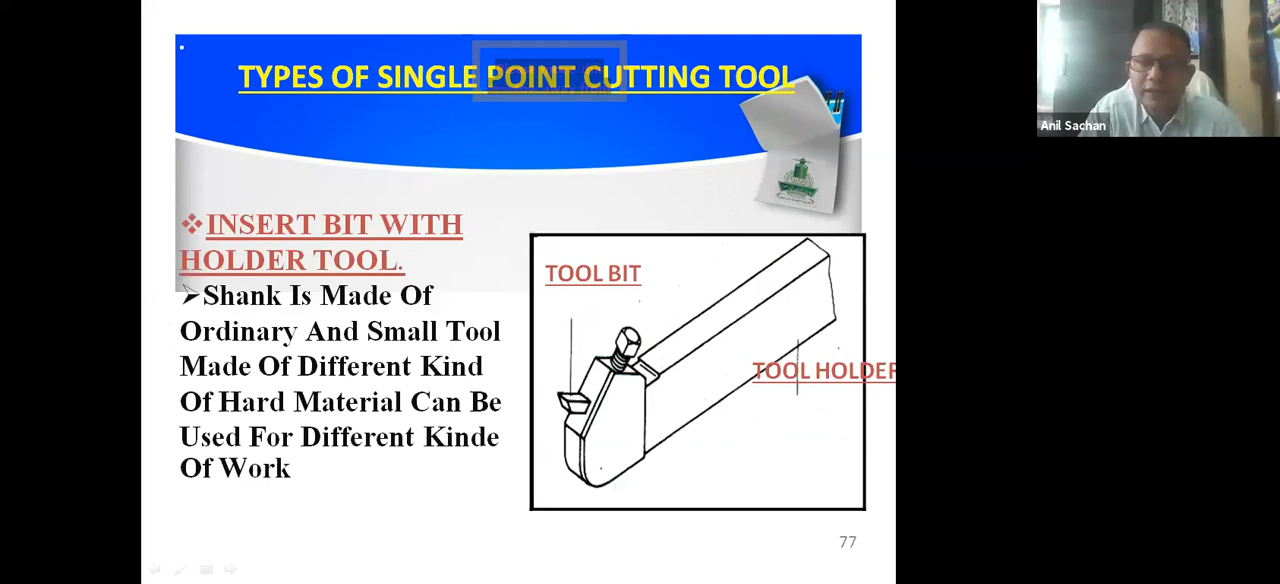 TYPES OF SINGLE POINT CUTTING TOOL
Anil Sachan
❖INSERT BIT WITH
HOLDER TOOL.
➢Shank Is Made Of
Ordinary And Small Tool
Made Of Different Kind
Of Hard Material Can Be
Used For Different Kinde
Of Work
TOOL BIT
TOOL HOLDER
77